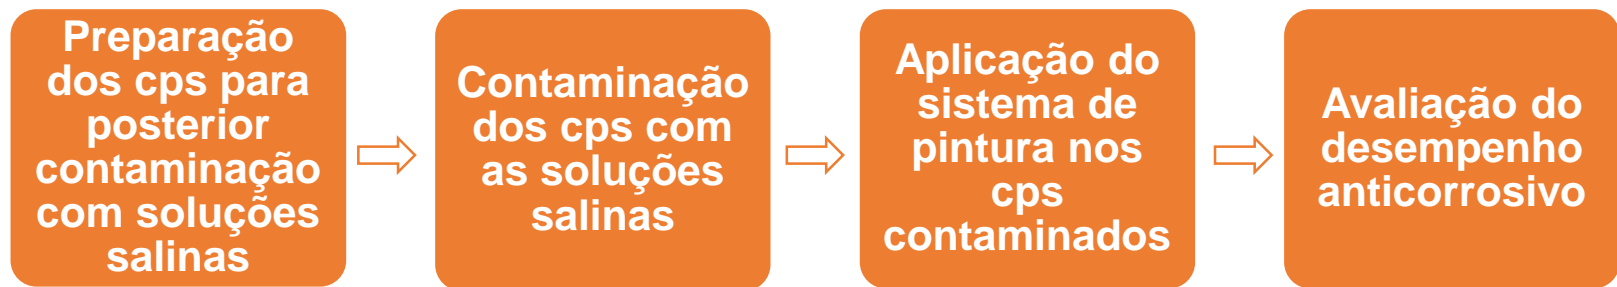 Preparação
dos cps para
posterior
contaminação
com soluções
salinas
Contaminação
dos cps com
as soluções
salinas
Aplicação do
sistema de
pintura nos
cps
contaminados
Avaliação do
desempenho
anticorrosivo